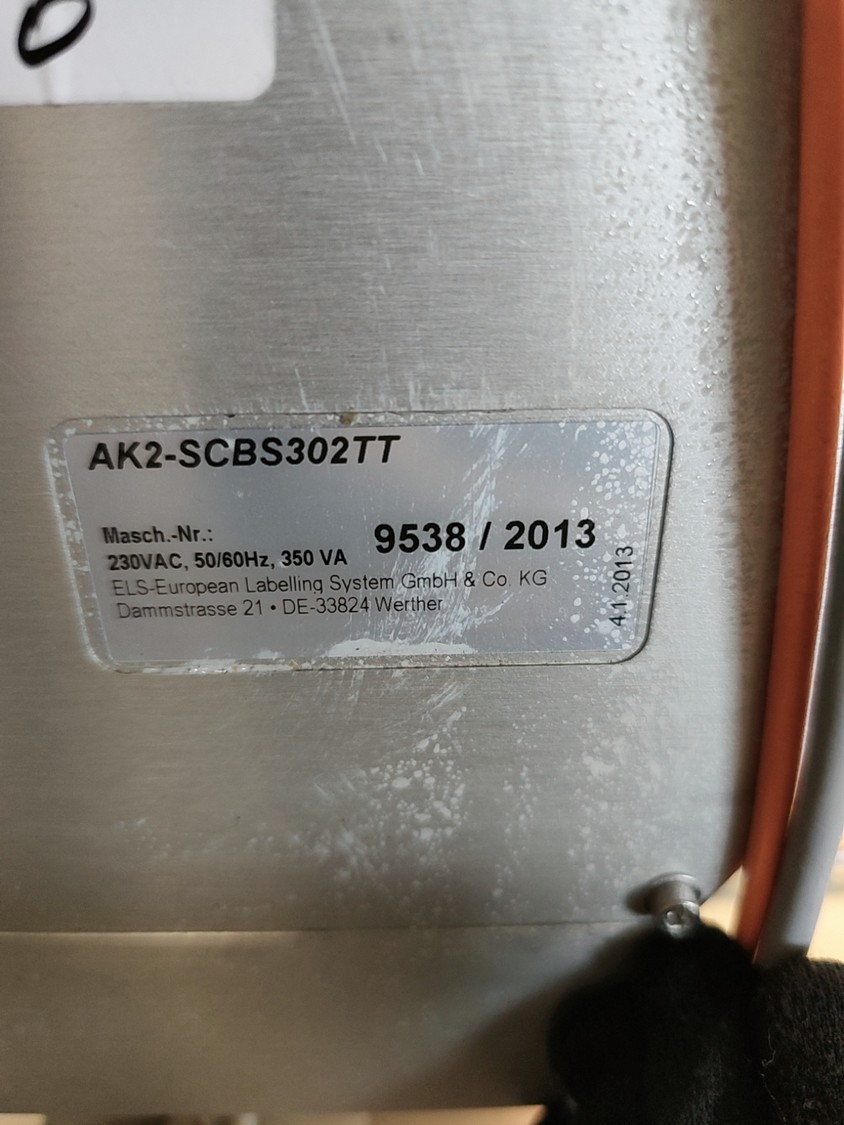 0
AK2-SCBS302TT
Masch.-Nr.: 9538 / 2013
230VAC, 50/60Hz, 350 VA
ELS-European Labelling System GmbH & Co. KG
Dammstrasse 21 • DE-33824 Werther
41.2013